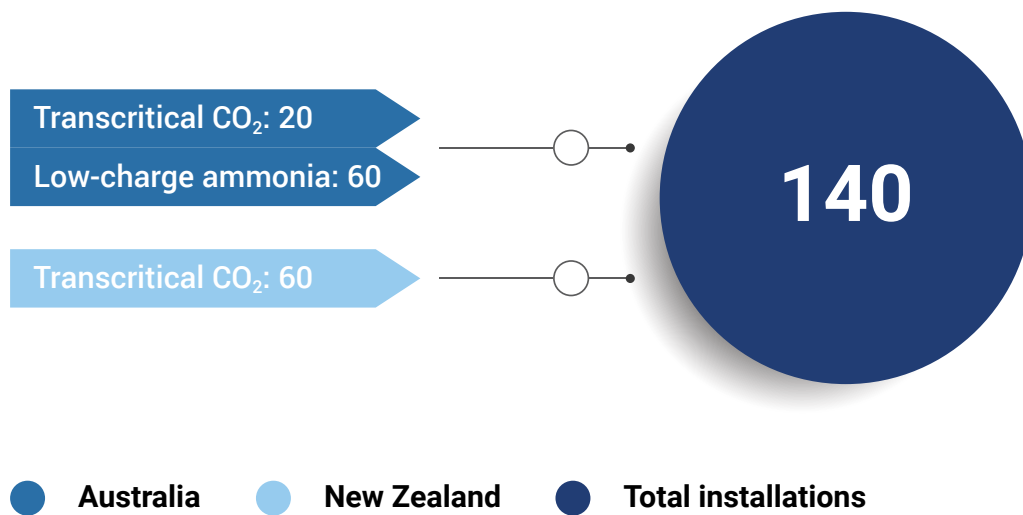 Transcritical CO₂: 20
Low-charge ammonia: 60
Transcritical CO₂: 60
140
Australia
New Zealand
Total installations